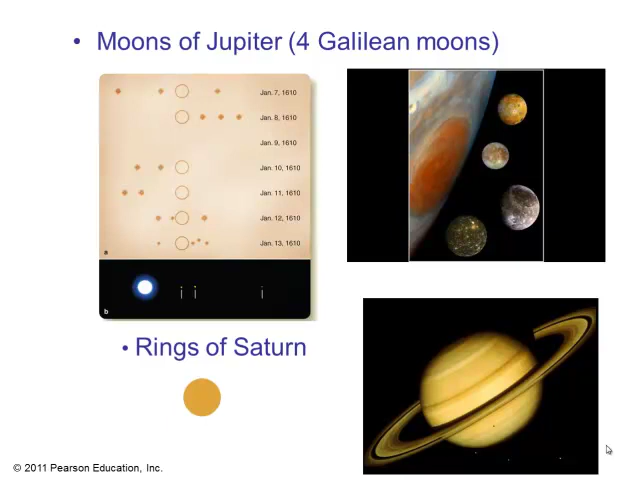 • Moons of Jupiter (4 Galilean moons)
Jan. 7, 1610
Jan. 8, 1610
Jan. 9, 1610
Jan. 10, 1610
Jan. 11, 1610
Jan. 12, 1610
Jan. 13, 1610
a
b
• Rings of Saturn
© 2011 Pearson Education, Inc.